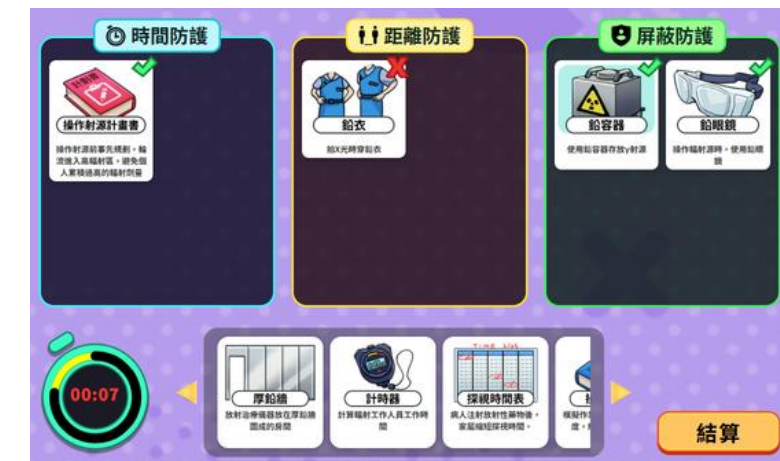 時間防護
距離防護
屏蔽防護
計劃書
操作射源計畫書
操作射源前事先規劃，輪
流進入高輻射區，避免個
人累積過高的輻射劑量
鉛衣
拍X光時穿鉛衣
鉛容器
使用鉛容器存放γ射源
鉛眼鏡
操作輻射源時，使用鉛眼
鏡
00:07
厚鉛牆
放射治療儀器放在厚鉛牆
圍成的房間
計時器
計算輻射工作人員工作時
間
探視時間表
病人注射放射性藥物後，
家屬縮短探視時間。
模擬作
度，
結算